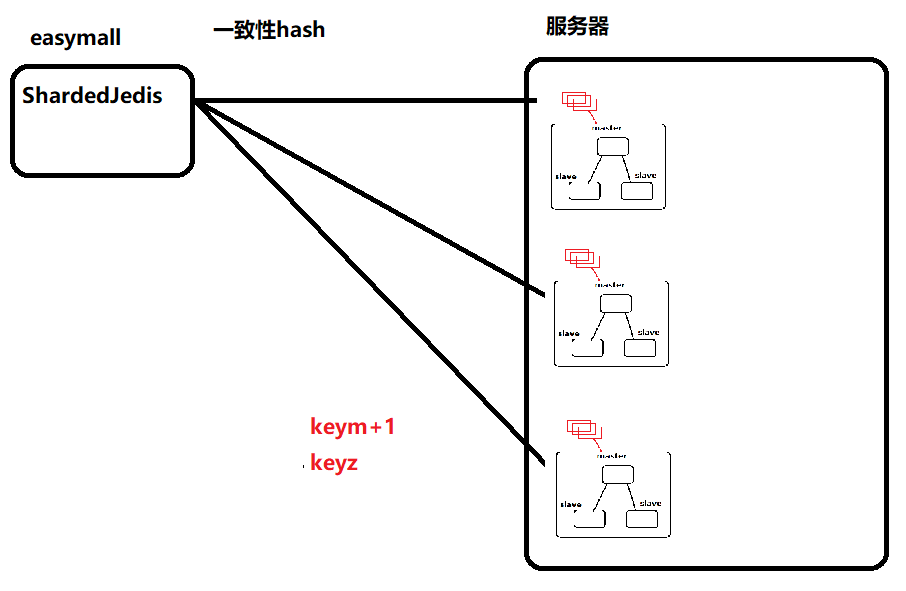 easymall
一致性hash
服务器
ShardedJedis
master
slave
slave
master
slave
slave
keym+1
keyz
master
slave
slave